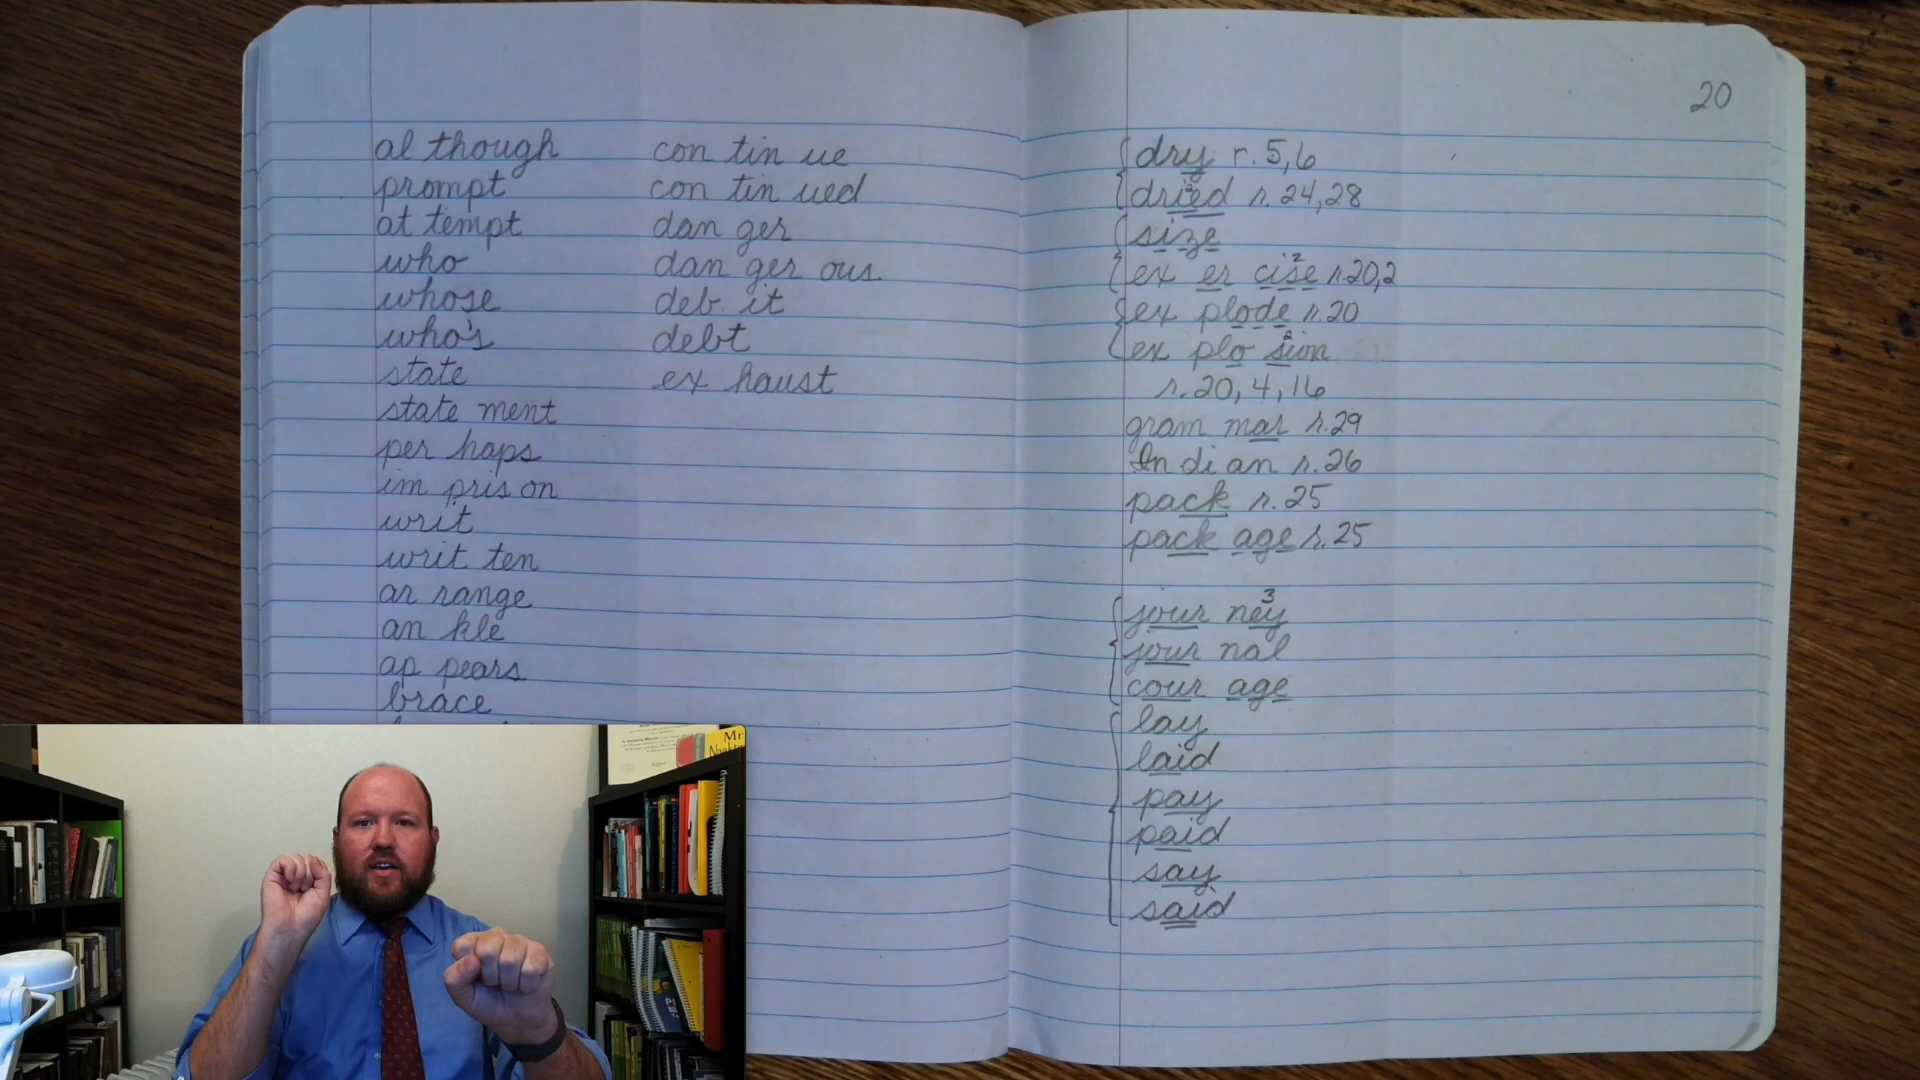 20
al though
prompt
at tempt
who
whose
who's
state
state ment
per haps
im pris on
writ
writ ten
ar range
an kle
ap pears
brace
con tin ue
con tin ued
dan ger
dan ger ous
deb it
debt
ex haust
dry r. 5,6
dried r. 24,28
size
ex er cise r. 20,2
ex plode r. 20
ex plo sion
r. 20, 4, 16
gram mar r. 29
In di an r. 26
pack r. 25
pack age r. 25
jour ney
jour nal
cour age
lay
laid
pay
paid
say
said
Mr.